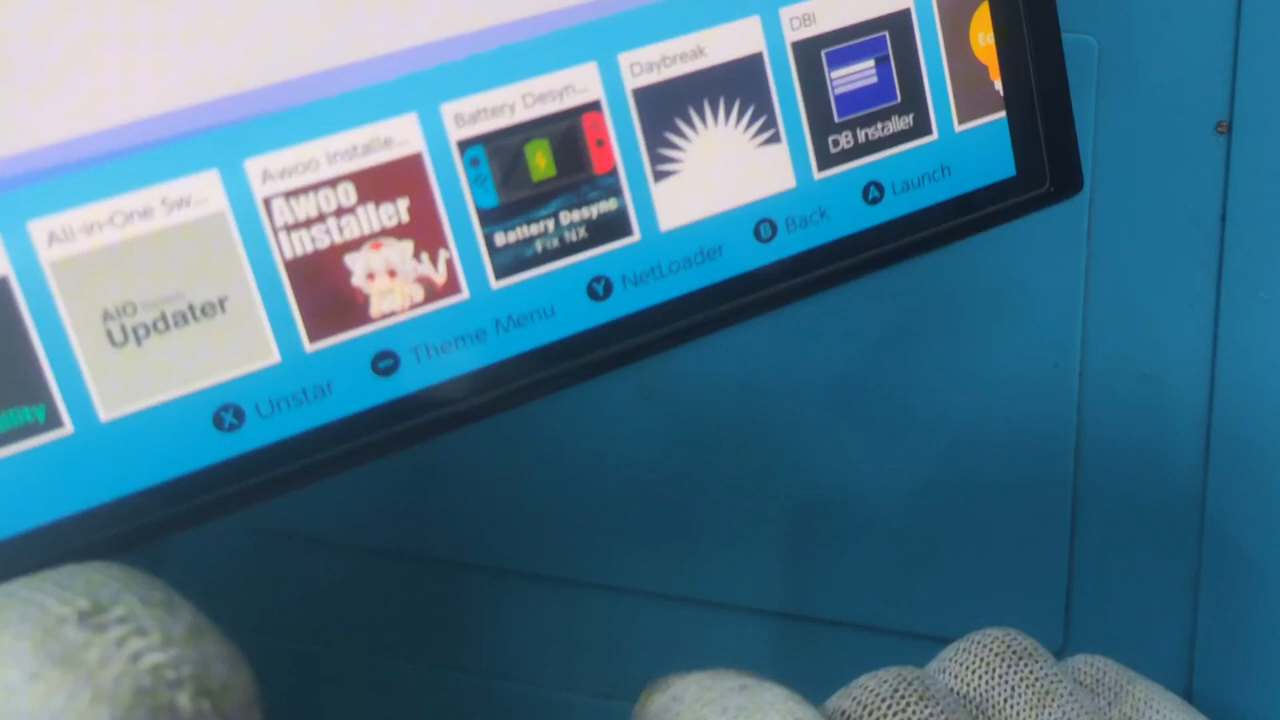 All-in-One Sw...
AIO
Updater
Awoo Installe...
Awoo
Installer
Battery Desyn...
Battery Desync
Fix NX
Daybreak
DBI
DB Installer
X Unstar
Theme Menu
Y NetLoader
B Back
A Launch